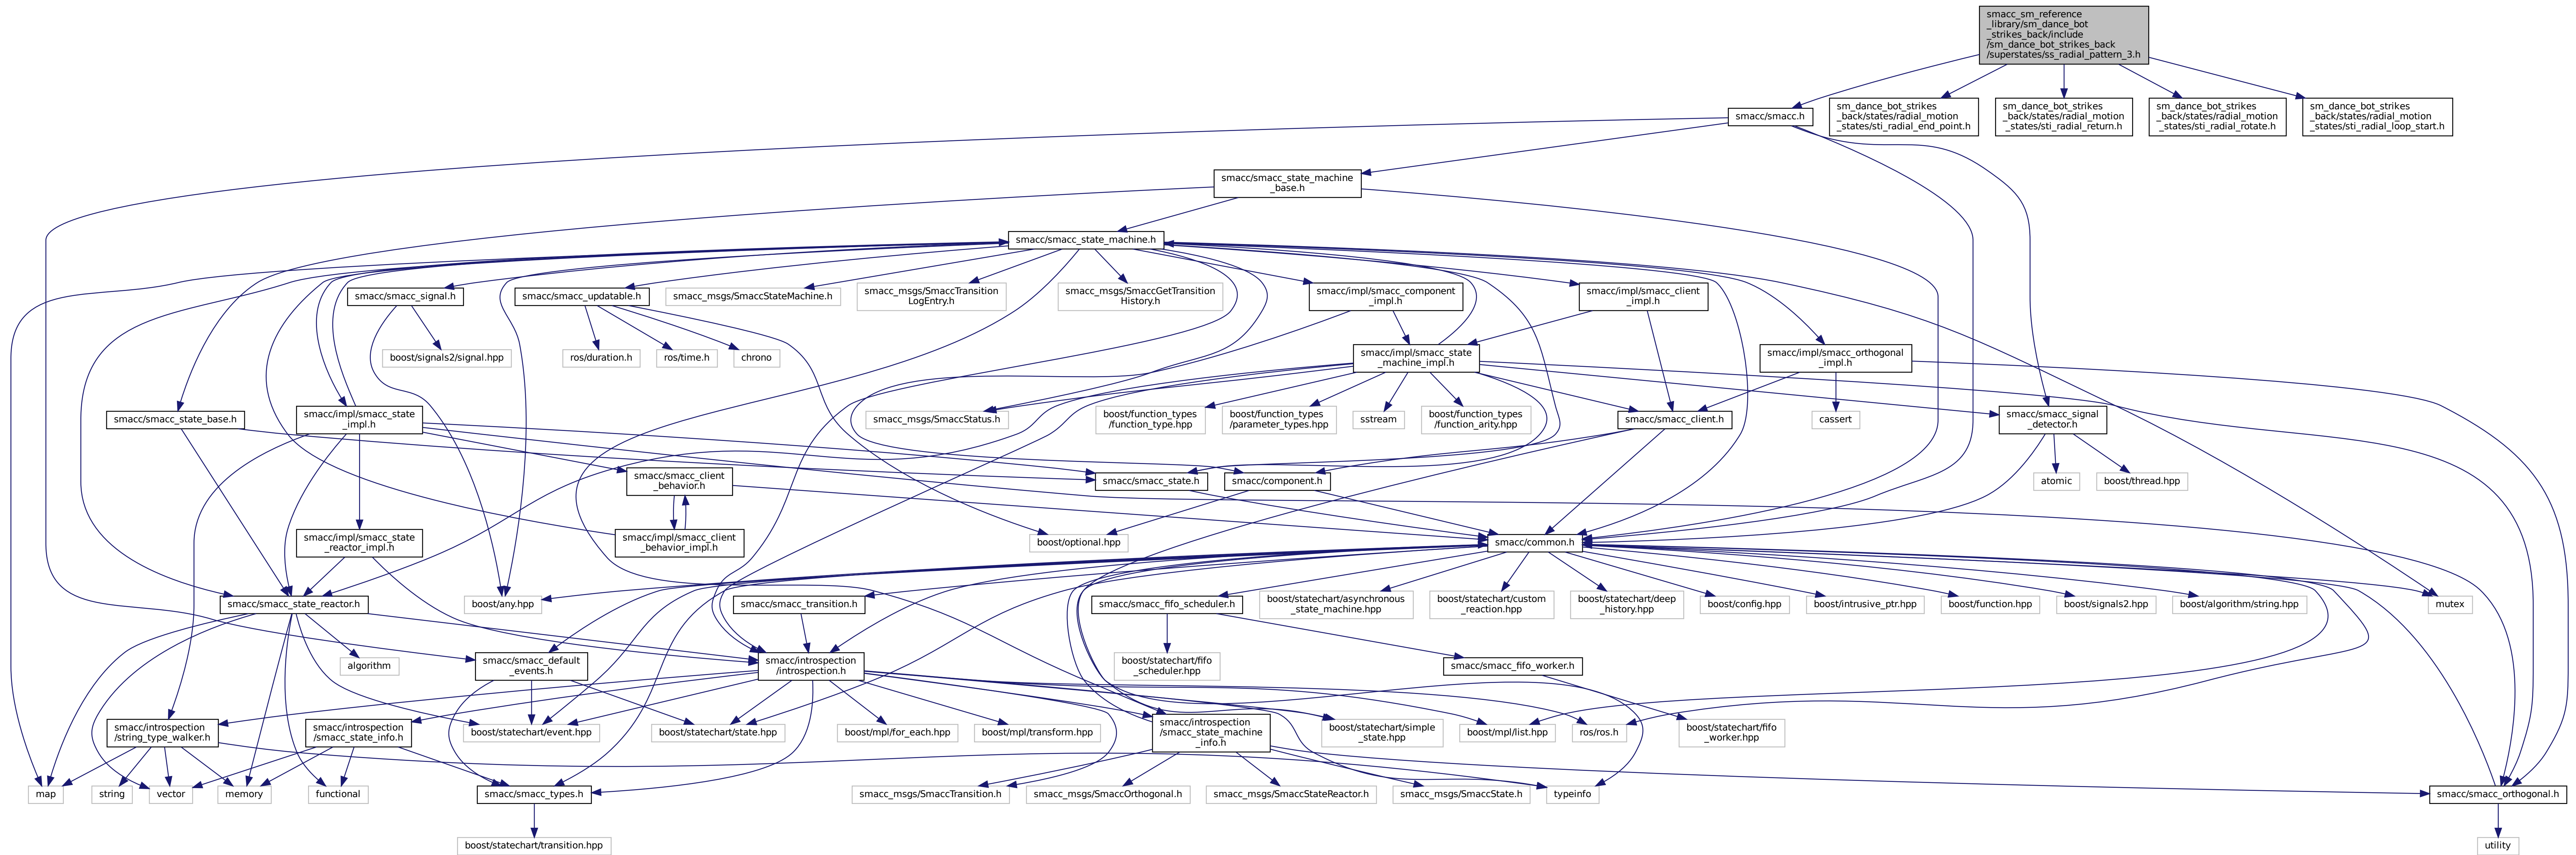 smacc_sm_reference
_library/sm_dance_bot
_strikes_back/include
/sm_dance_bot_strikes_back
/superstates/ss_radial_pattern_3.h
smacc/smacc.h
sm_dance_bot_strikes
_back/states/radial_motion
_states/sti_radial_end_point.h
sm_dance_bot_strikes
_back/states/radial_motion
_states/sti_radial_return.h
sm_dance_bot_strikes
_back/states/radial_motion
_states/sti_radial_rotate.h
sm_dance_bot_strikes
_back/states/radial_motion
_states/sti_radial_loop_start.h
smacc/smacc_state_machine
_base.h
smacc/smacc_state_machine.h
smacc/smacc_signal.h
smacc/smacc_updatable.h
smacc_msgs/SmaccStateMachine.h
smacc_msgs/SmaccTransition
LogEntry.h
smacc_msgs/SmaccGetTransition
History.h
smacc/impl/smacc_component
_impl.h
smacc/impl/smacc_client
_impl.h
boost/signals2/signal.hpp
ros/duration.h
ros/time.h
chrono
smacc/impl/smacc_state
_machine_impl.h
smacc/impl/smacc_orthogonal
_impl.h
smacc/smacc_state_base.h
smacc/impl/smacc_state
_impl.h
smacc_msgs/SmaccStatus.h
boost/function_types
/function_type.hpp
boost/function_types
/parameter_types.hpp
sstream
boost/function_types
/function_arity.hpp
smacc/smacc_client.h
cassert
smacc/smacc_signal
_detector.h
smacc/smacc_client
_behavior.h
smacc/smacc_state.h
smacc/component.h
atomic
boost/thread.hpp
smacc/impl/smacc_state
_reactor_impl.h
smacc/impl/smacc_client
_behavior_impl.h
boost/optional.hpp
smacc/common.h
smacc/smacc_state_reactor.h
boost/any.hpp
smacc/smacc_transition.h
smacc/smacc_fifo_scheduler.h
boost/statechart/asynchronous
_state_machine.hpp
boost/statechart/custom
_reaction.hpp
boost/statechart/deep
_history.hpp
boost/config.hpp
boost/intrusive_ptr.hpp
boost/function.hpp
boost/signals2.hpp
boost/algorithm/string.hpp
mutex
algorithm
smacc/smacc_default
_events.h
smacc/introspection
/introspection.h
boost/statechart/fifo
_scheduler.hpp
smacc/smacc_fifo_worker.h
smacc/introspection
/string_type_walker.h
smacc/introspection
/smacc_state_info.h
boost/statechart/event.hpp
boost/statechart/state.hpp
boost/mpl/for_each.hpp
boost/mpl/transform.hpp
smacc/introspection
/smacc_state_machine
_info.h
boost/statechart/simple
_state.hpp
boost/mpl/list.hpp
ros/ros.h
boost/statechart/fifo
_worker.hpp
map
string
vector
memory
functional
smacc/smacc_types.h
smacc_msgs/SmaccTransition.h
smacc_msgs/SmaccOrthogonal.h
smacc_msgs/SmaccStateReactor.h
smacc_msgs/SmaccState.h
typeinfo
smacc/smacc_orthogonal.h
boost/statechart/transition.hpp
utility